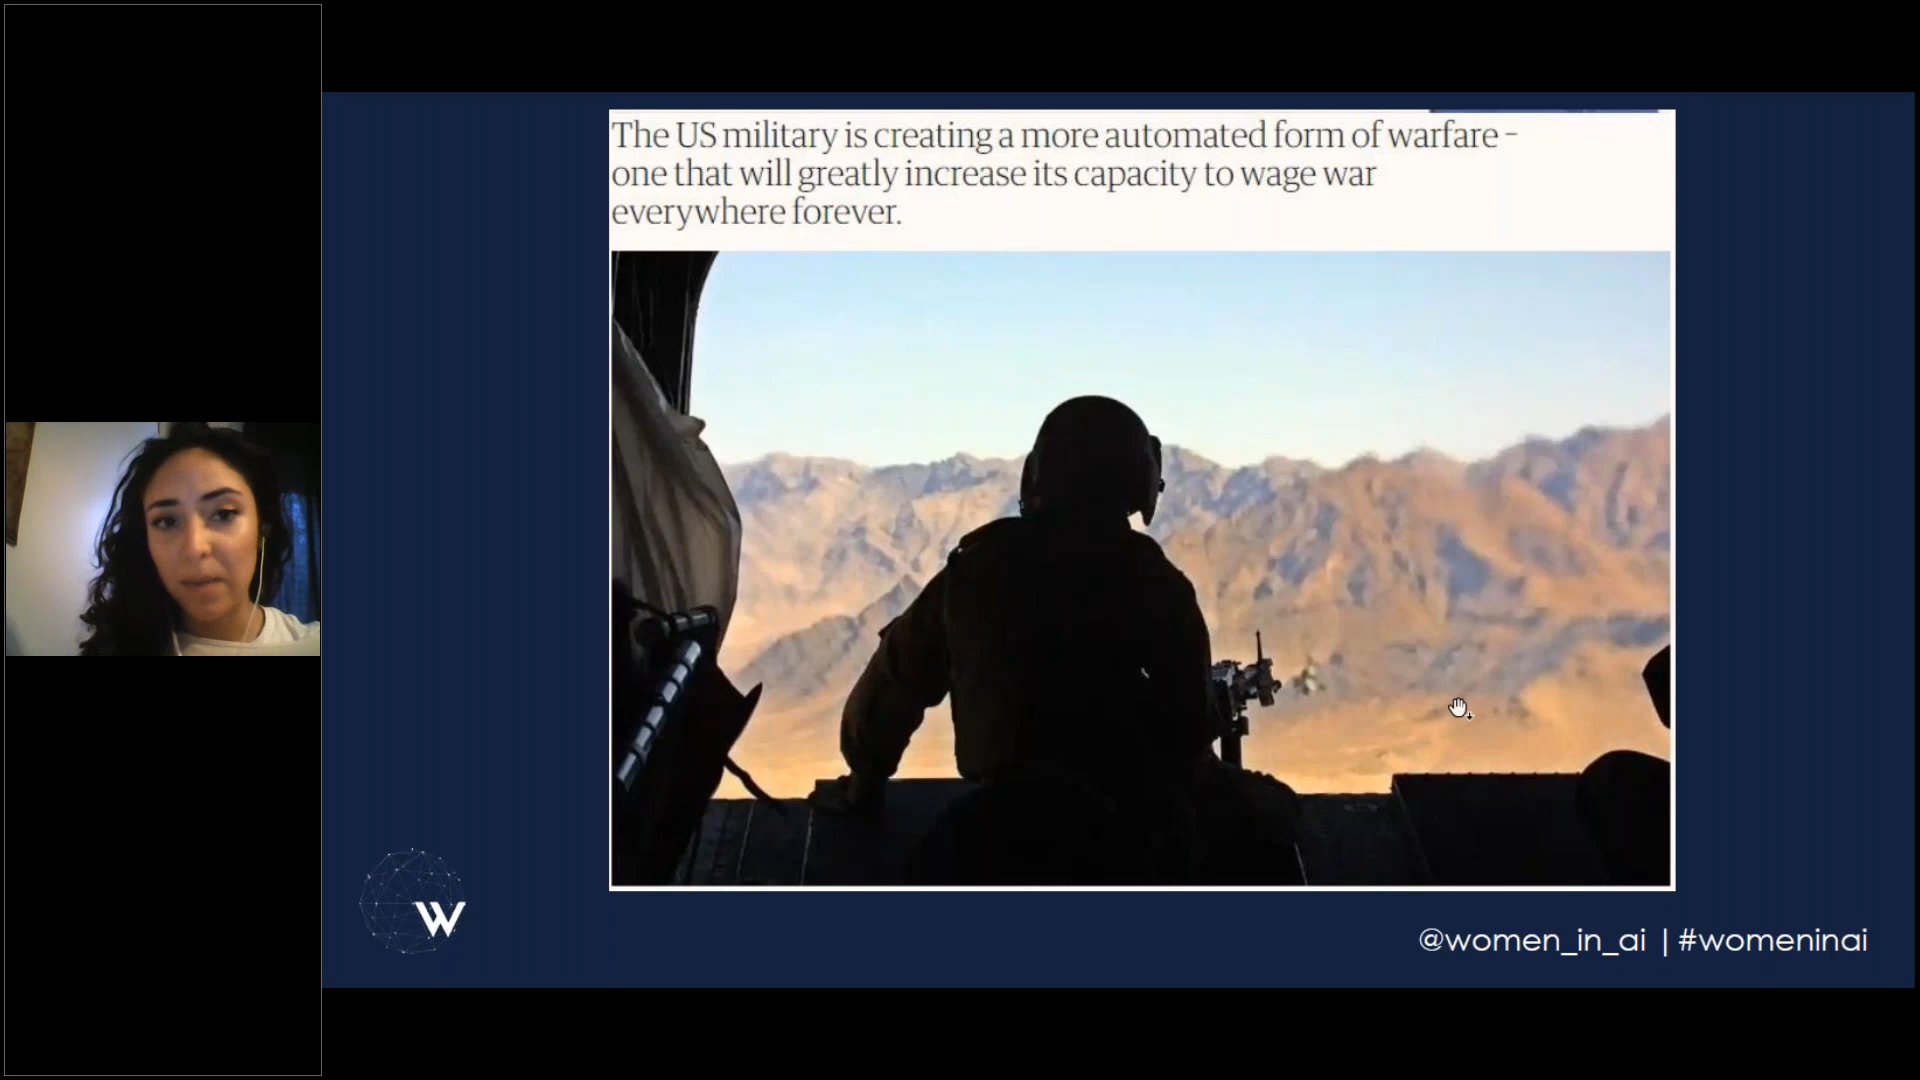 The US military is creating a more automated form of warfare –
one that will greatly increase its capacity to wage war
everywhere forever.
W
@women_in_ai | #womeninai